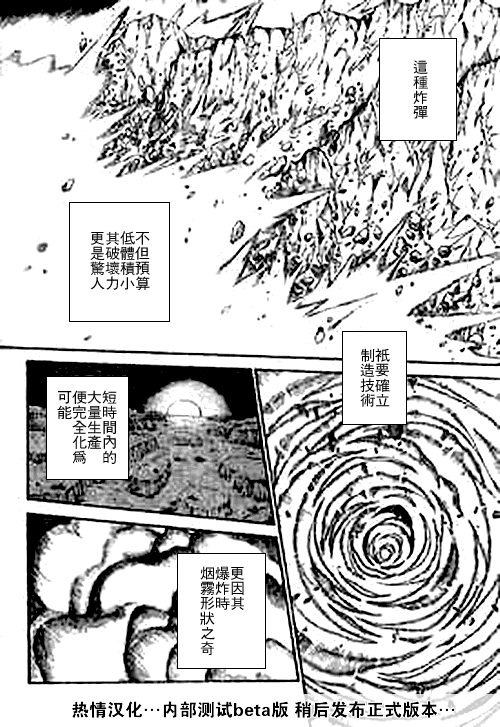 這種炸彈
不但預算
低體積小
其破壞力
更是驚人
祗要確立
制造技術
短時間內的
大量生產
便完全化爲
可能
更因其
爆炸時
烟霧形狀之奇
热情汉化…内部测试beta版 稍后发布正式版本…